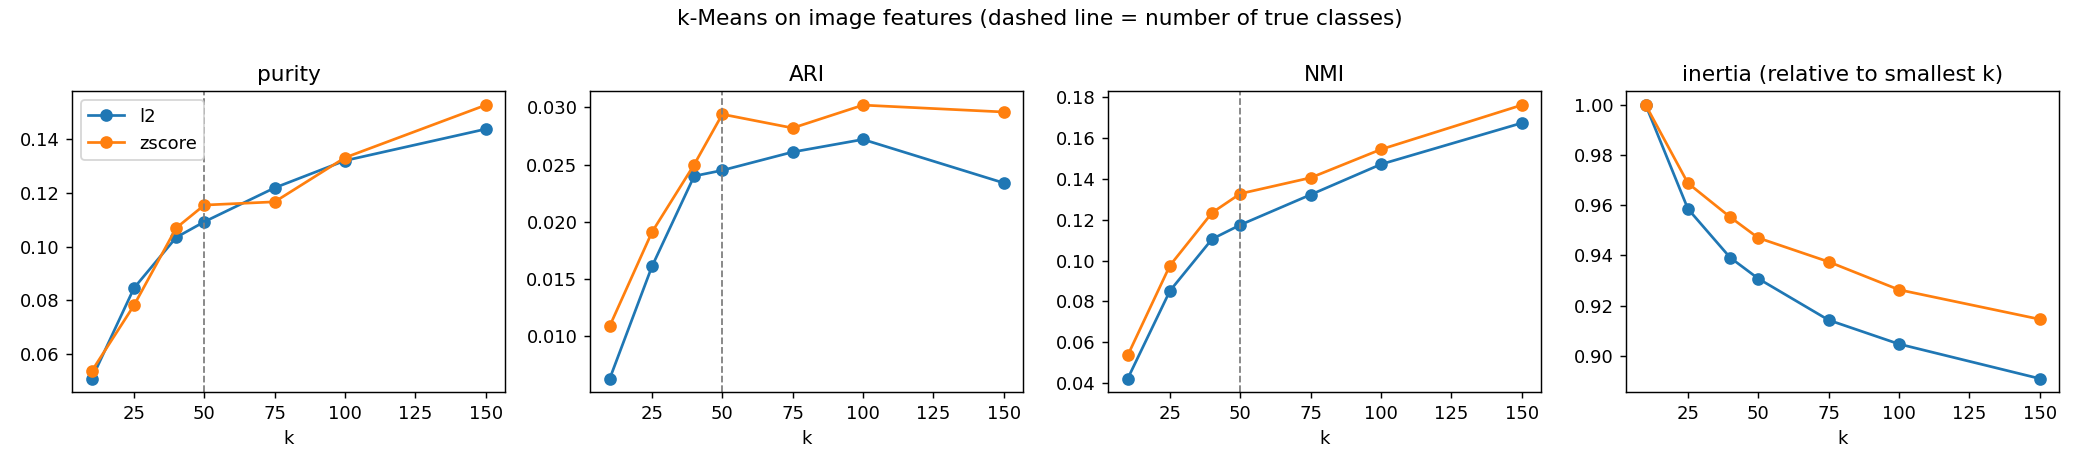 k-Means on image features (dashed line = number of true classes)
purity
l2
zscore
0.14
0.12
0.10
0.08
0.06
25 50 75 100 125 150
k
ARI
0.030
0.025
0.020
0.015
0.010
25 50 75 100 125 150
k
NMI
0.18
0.16
0.14
0.12
0.10
0.08
0.06
0.04
25 50 75 100 125 150
k
inertia (relative to smallest k)
1.00
0.98
0.96
0.94
0.92
0.90
25 50 75 100 125 150
k